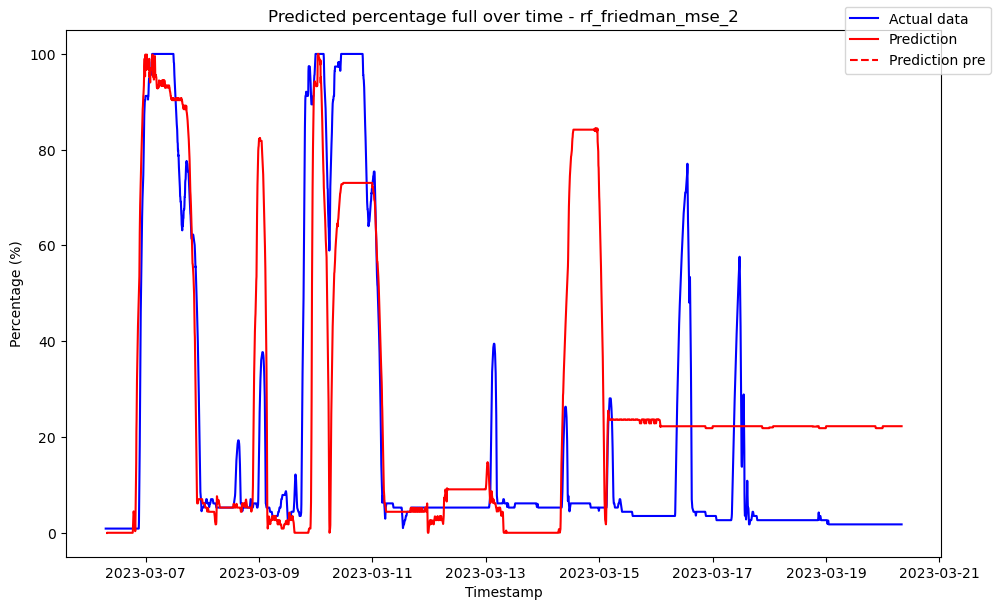 Predicted percentage full over time - rf_friedman_mse_2
Actual data
Prediction
Prediction pre
Percentage (%)
100
80
60
40
20
0
2023-03-07
2023-03-09
2023-03-11
2023-03-13
2023-03-15
2023-03-17
2023-03-19
2023-03-21
Timestamp